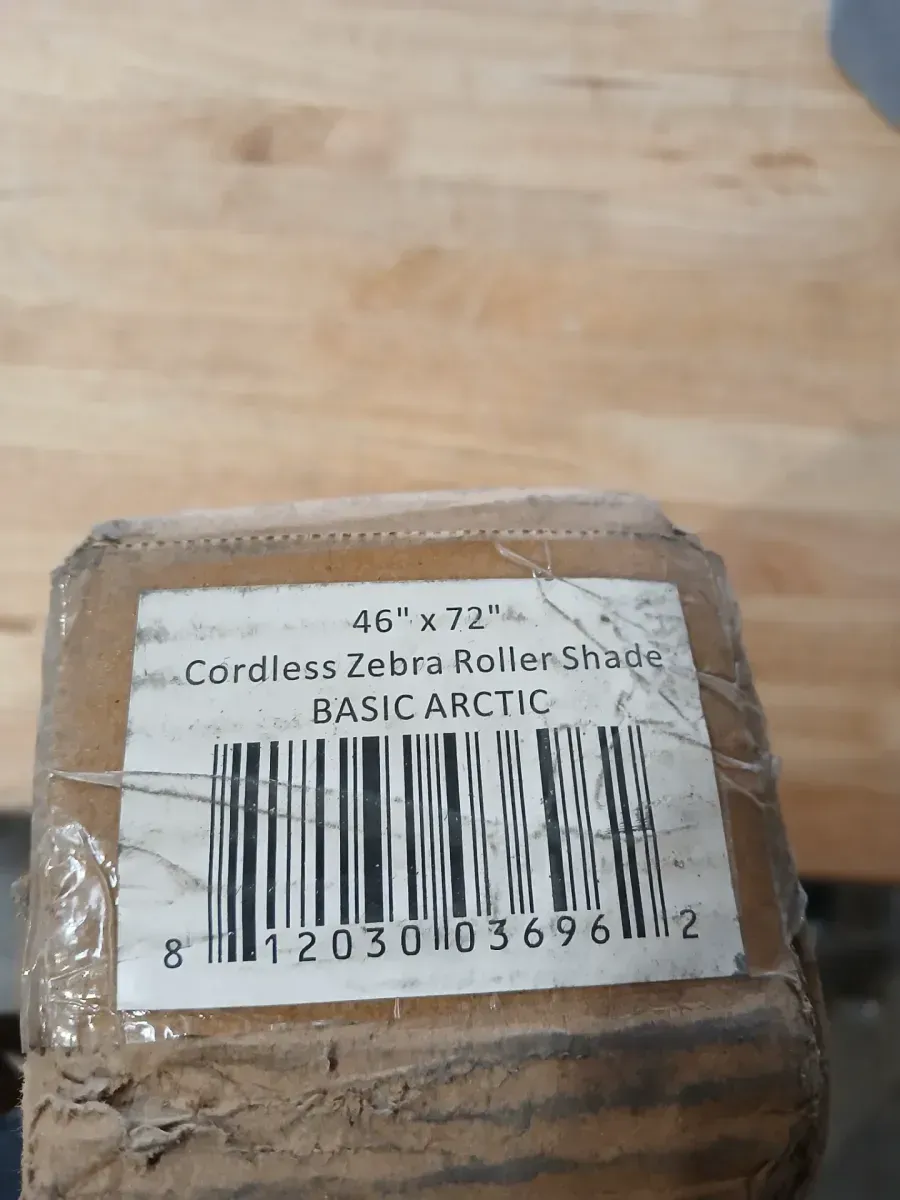 46" x 72"
Cordless Zebra Roller Shade
BASIC ARCTIC
8 12030 03696 2